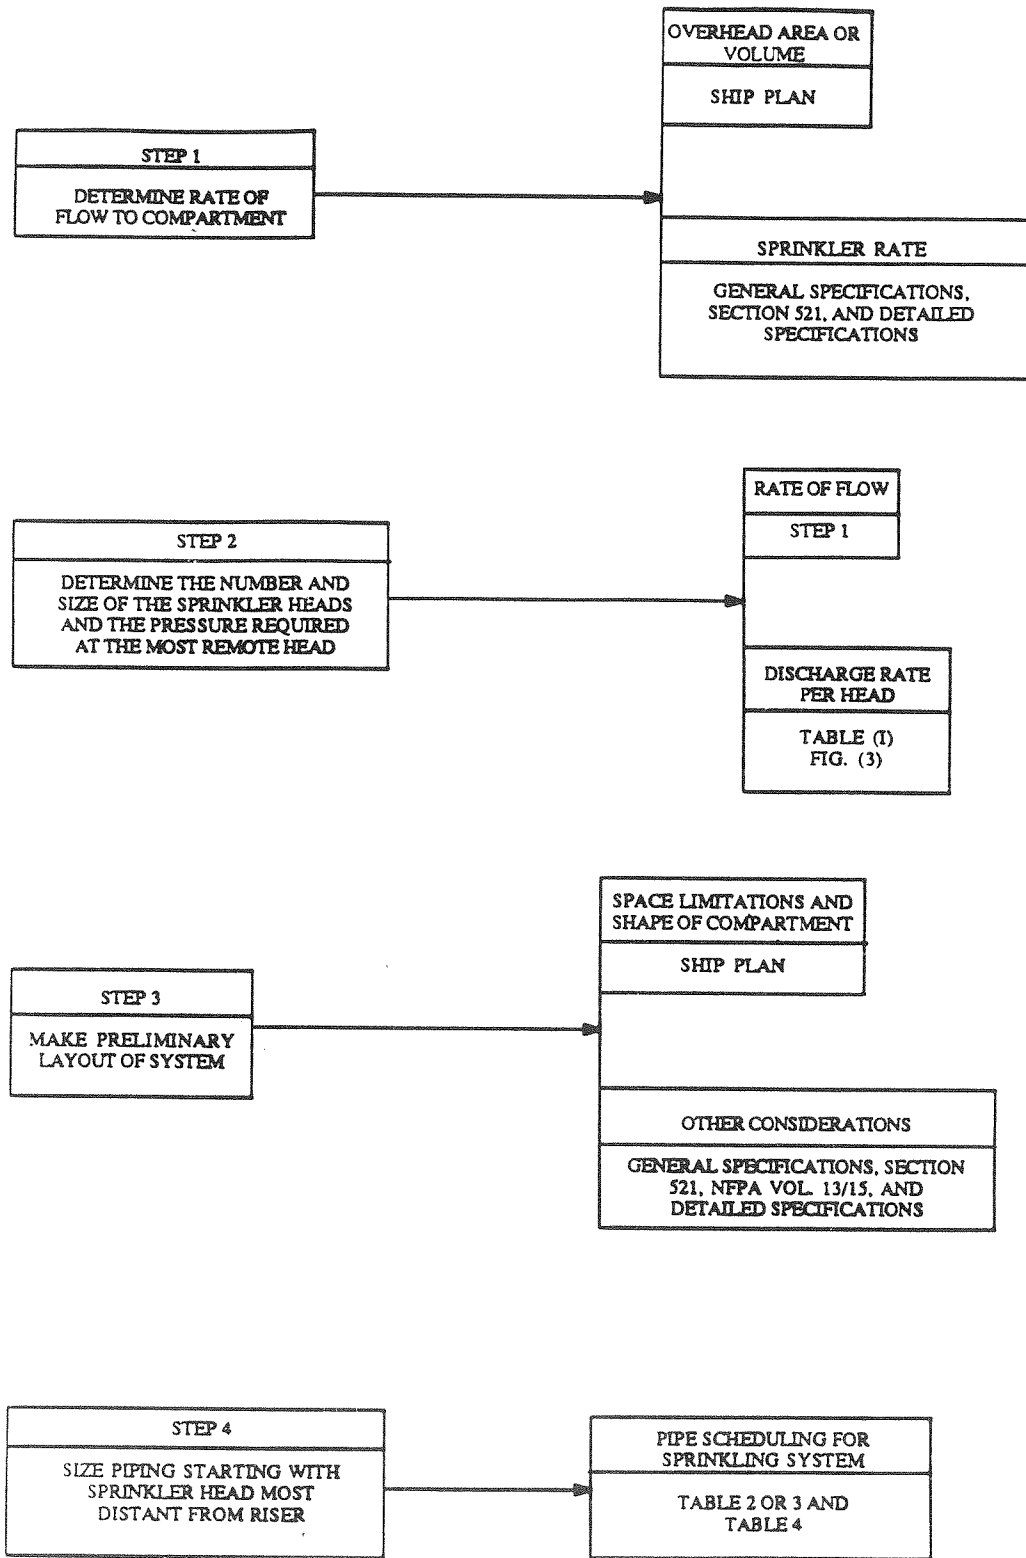 STEP 1
DETERMINE RATE OF
FLOW TO COMPARTMENT
OVERHEAD AREA OR
VOLUME
SHIP PLAN
SPRINKLER RATE
GENERAL SPECIFICATIONS,
SECTION 521, AND DETAILED
SPECIFICATIONS
STEP 2
DETERMINE THE NUMBER AND
SIZE OF THE SPRINKLER HEADS
AND THE PRESSURE REQUIRED
AT THE MOST REMOTE HEAD
RATE OF FLOW
STEP 1
DISCHARGE RATE
PER HEAD
TABLE (I)
FIG. (3)
STEP 3
MAKE PRELIMINARY
LAYOUT OF SYSTEM
SPACE LIMITATIONS AND
SHAPE OF COMPARTMENT
SHIP PLAN
OTHER CONSIDERATIONS
GENERAL SPECIFICATIONS, SECTION
521, NFPA VOL. 13/15, AND
DETAILED SPECIFICATIONS
STEP 4
SIZE PIPING STARTING WITH
SPRINKLER HEAD MOST
DISTANT FROM RISER
PIPE SCHEDULING FOR
SPRINKLING SYSTEM
TABLE 2 OR 3 AND
TABLE 4